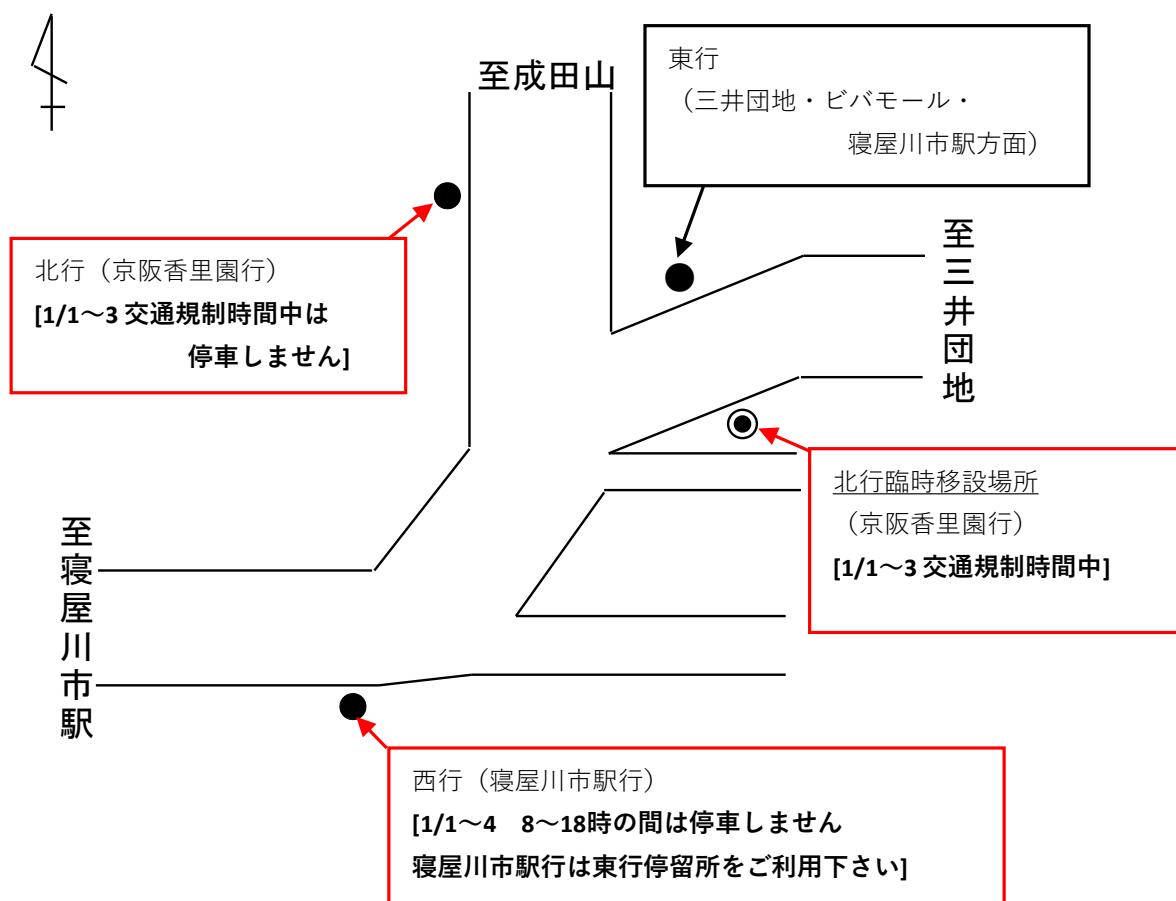 至成田山
東行
（三井団地・ビバモール・
寝屋川市駅方面）
至三井団地
北行（京阪香里園行）
[1/1～3 交通規制時間中は
停車しません]
北行臨時移設場所
（京阪香里園行）
[1/1～3 交通規制時間中]
至寝屋川市駅
西行（寝屋川市駅行）
[1/1～4　8～18時の間は停車しません
寝屋川市駅行は東行停留所をご利用下さい]